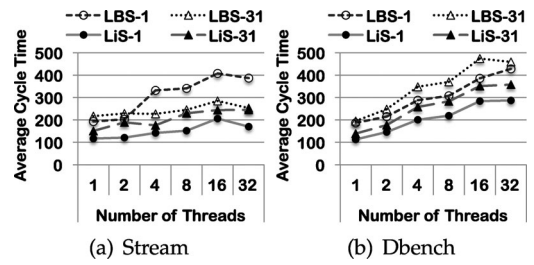 LBS-1 LBS-31
LiS-1 LiS-31
Average Cycle Time
500
400
300
200
100
0
1 2 4 8 16 32
Number of Threads
(a) Stream
LBS-1 LBS-31
LiS-1 LiS-31
Average Cycle Time
500
400
300
200
100
0
1 2 4 8 16 32
Number of Threads
(b) Dbench